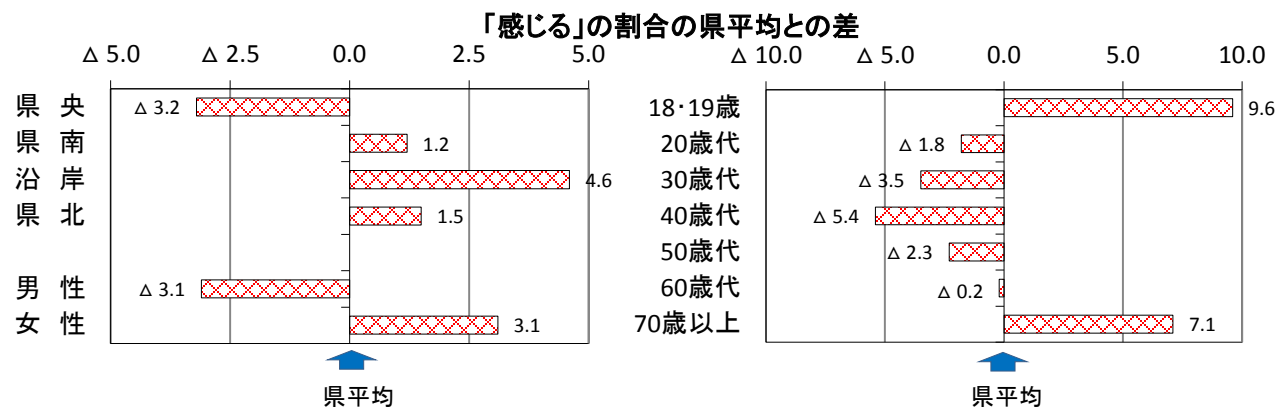 「感じる」の割合の県平均との差
△ 5.0 △ 2.5 0.0 2.5 5.0
県 央 △ 3.2
県 南 1.2
沿 岸 4.6
県 北 1.5
男 性 △ 3.1
女 性 3.1
県平均
△ 10.0 △ 5.0 0.0 5.0 10.0
18･19歳 9.6
20歳代 △ 1.8
30歳代 △ 3.5
40歳代 △ 5.4
50歳代 △ 2.3
60歳代 △ 0.2
70歳以上 7.1
県平均